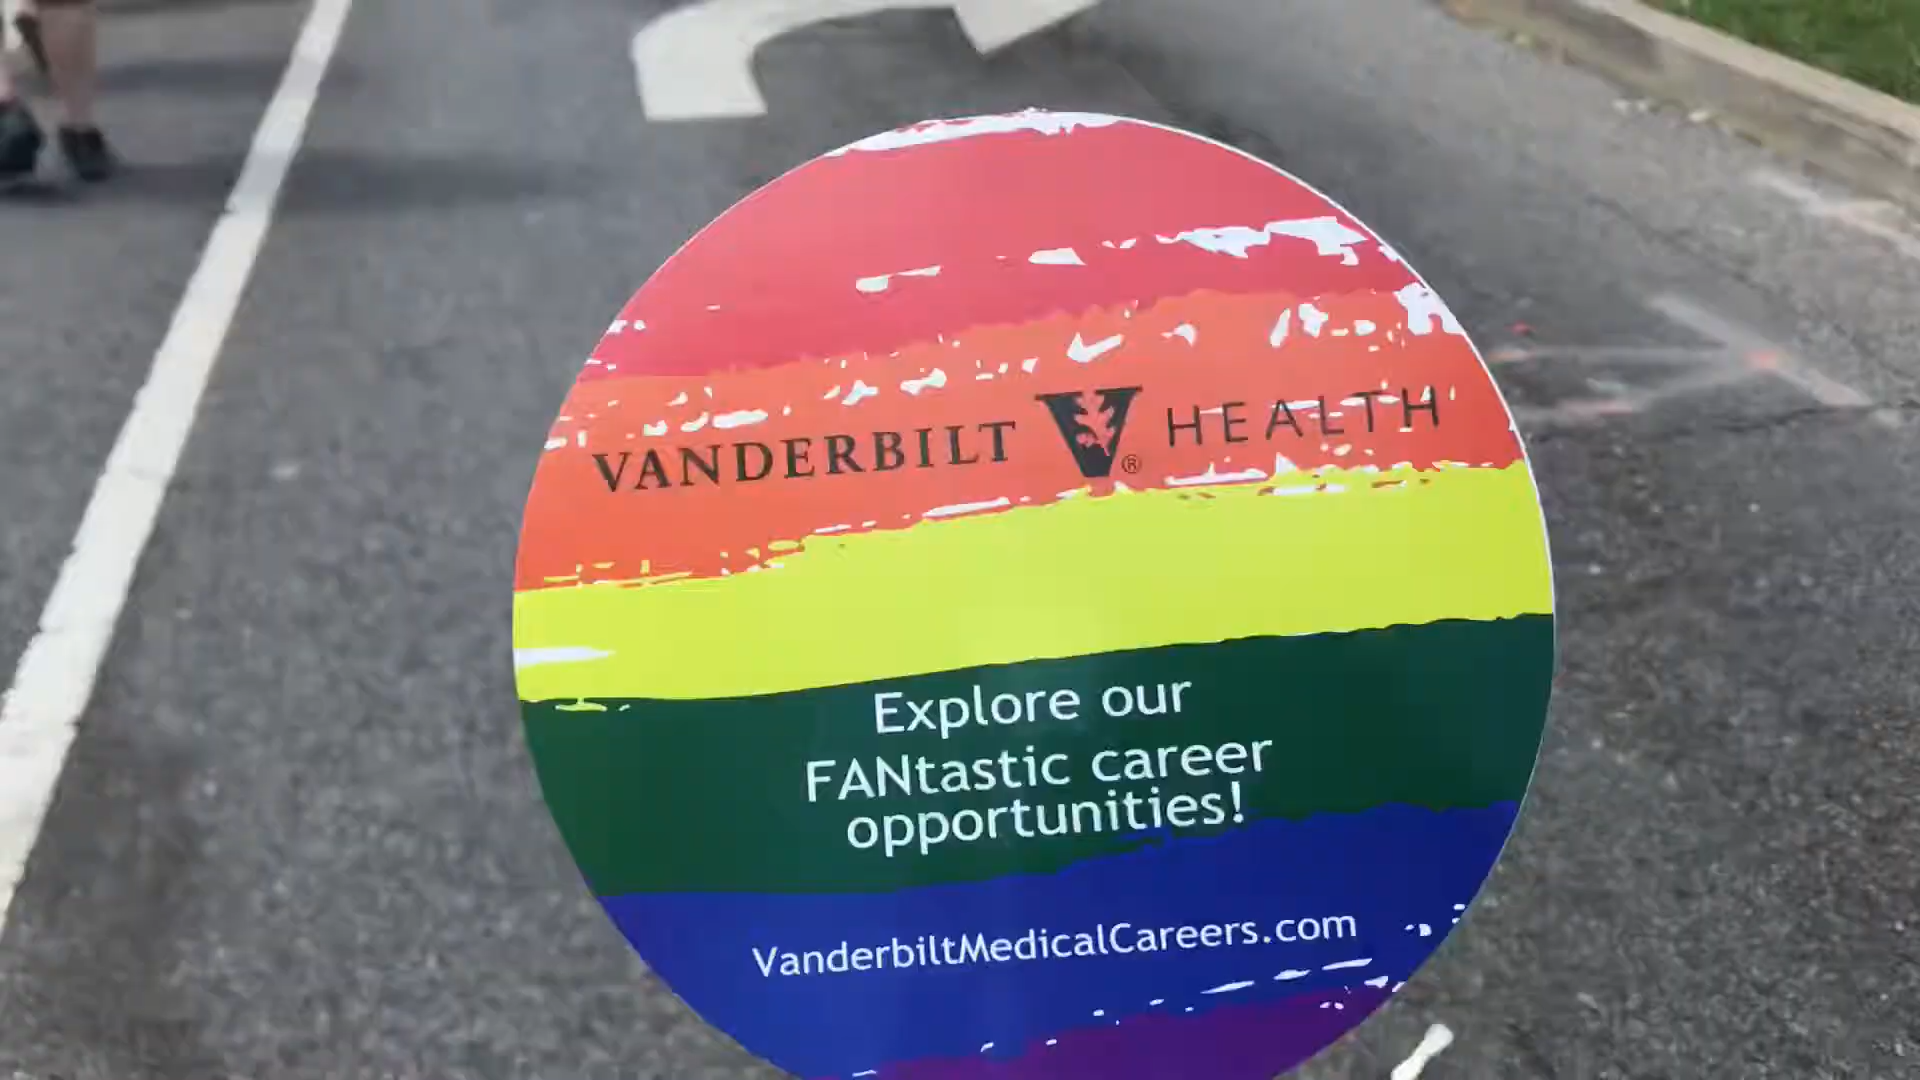 VANDERBILT V® HEALTH
Explore our
FANtastic career
opportunities!
VanderbiltMedicalCareers.com